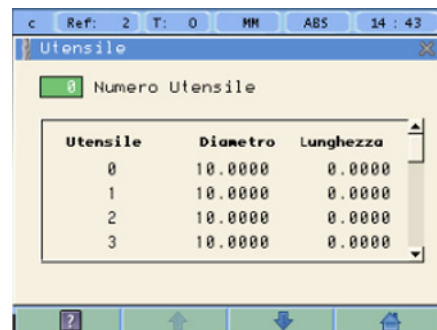 c Ref: 2 T: 0 MM ABS 14 : 43
Utensile
0 Numero Utensile
Utensile Diametro Lunghezza
0 10.0000 0.0000
1 10.0000 0.0000
2 10.0000 0.0000
3 10.0000 0.0000
?